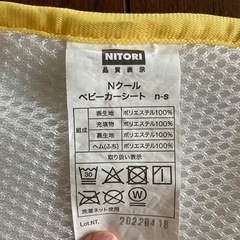 NITORI
品質表示
Nクール
ベビーカーシート n-s
組成
表生地 ポリエステル100%
充填物 ポリエステル100%
裏生地 ポリエステル100%
ヘム(ふち) ポリエステル100%
取り扱い表示
30
洗濯ネット使用
Lot.NT. 20228418